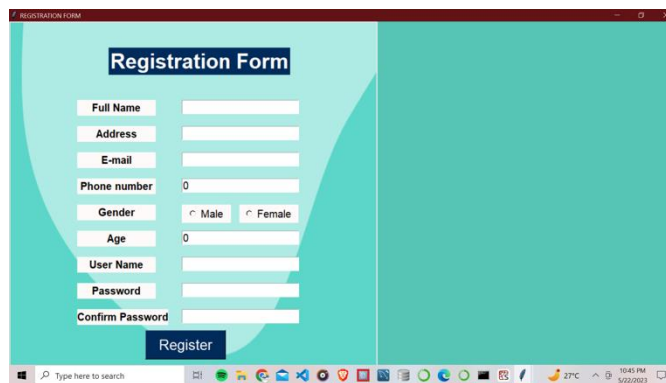 REGISTRATION FORM
Registration Form
Full Name
Address
E-mail
Phone number 0
Gender Male Female
Age 0
User Name
Password
Confirm Password
Register
Type here to search 27°C 10:45 PM
5/22/2023